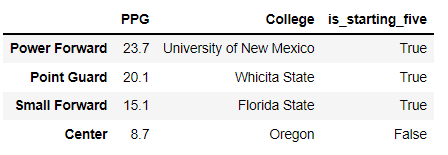 PPG College is_starting_five
Power Forward 23.7 University of New Mexico True
Point Guard 20.1 Whicita State True
Small Forward 15.1 Florida State True
Center 8.7 Oregon False